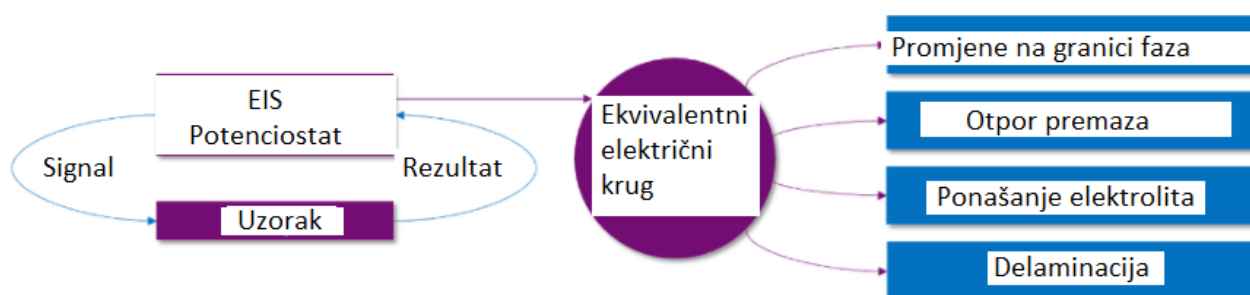 EIS
Potenciostat
Signal
Rezultat
Uzorak
Ekvivalentni
električni
krug
Promjene na granici faza
Otpor premaza
Ponašanje elektrolita
Delaminacija